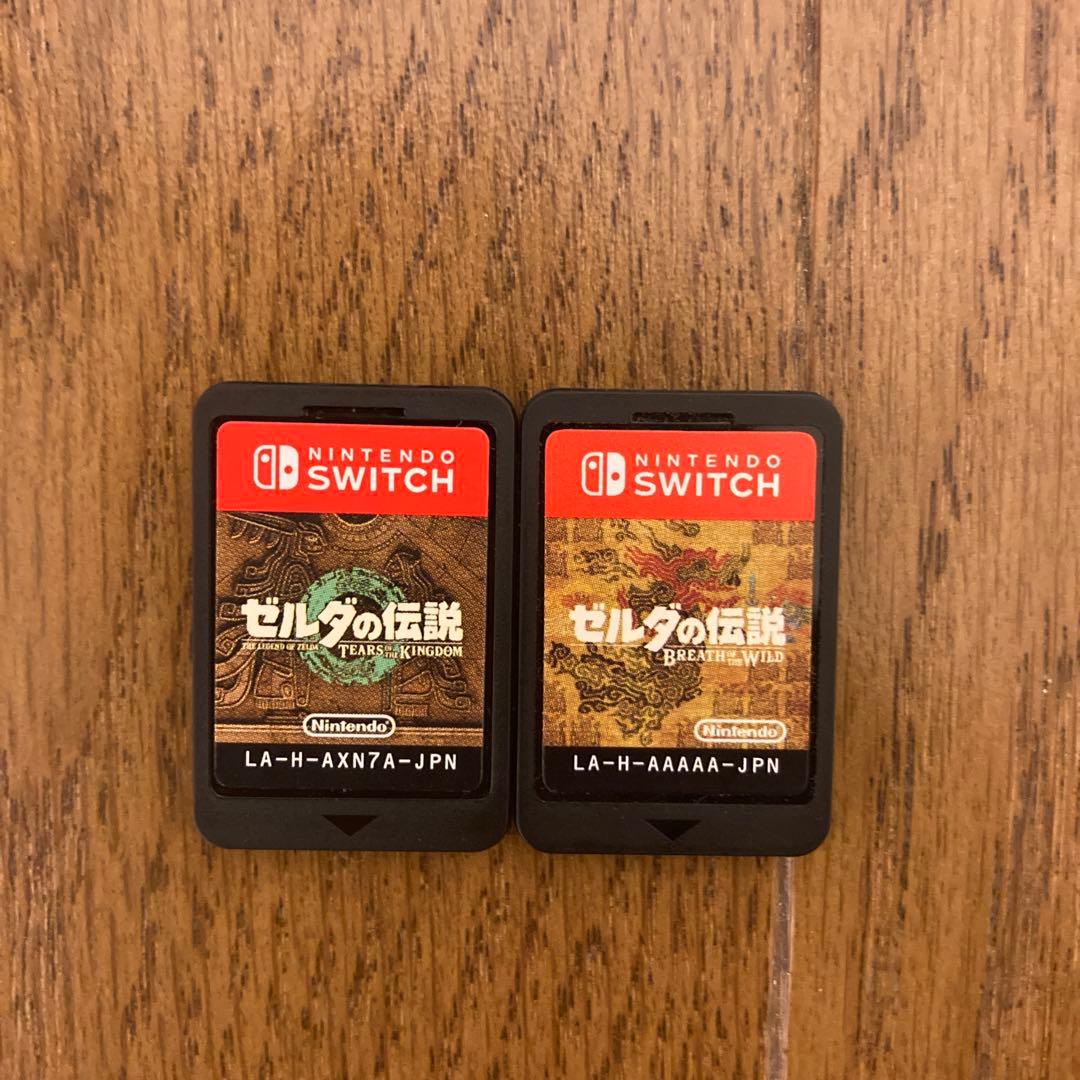 NINTENDO
SWITCH
ゼルダの伝説
THE LEGEND OF ZELDA
TEARS OF THE KINGDOM
Nintendo
LA-H-AXN7A-JPN
NINTENDO
SWITCH
ゼルダの伝説
BREATH OF THE WILD
Nintendo
LA-H-AAAAA-JPN